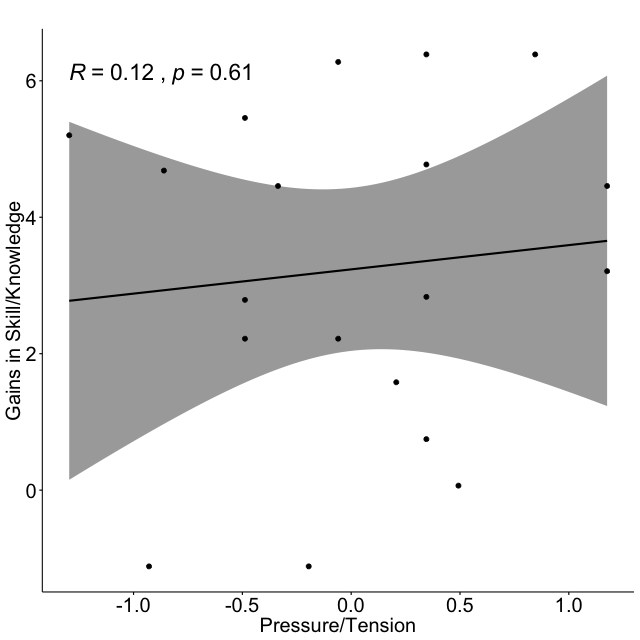 R = 0.12 , p = 0.61
Gains in Skill/Knowledge
6
4
2
0
-1.0 -0.5 0.0 0.5 1.0
Pressure/Tension